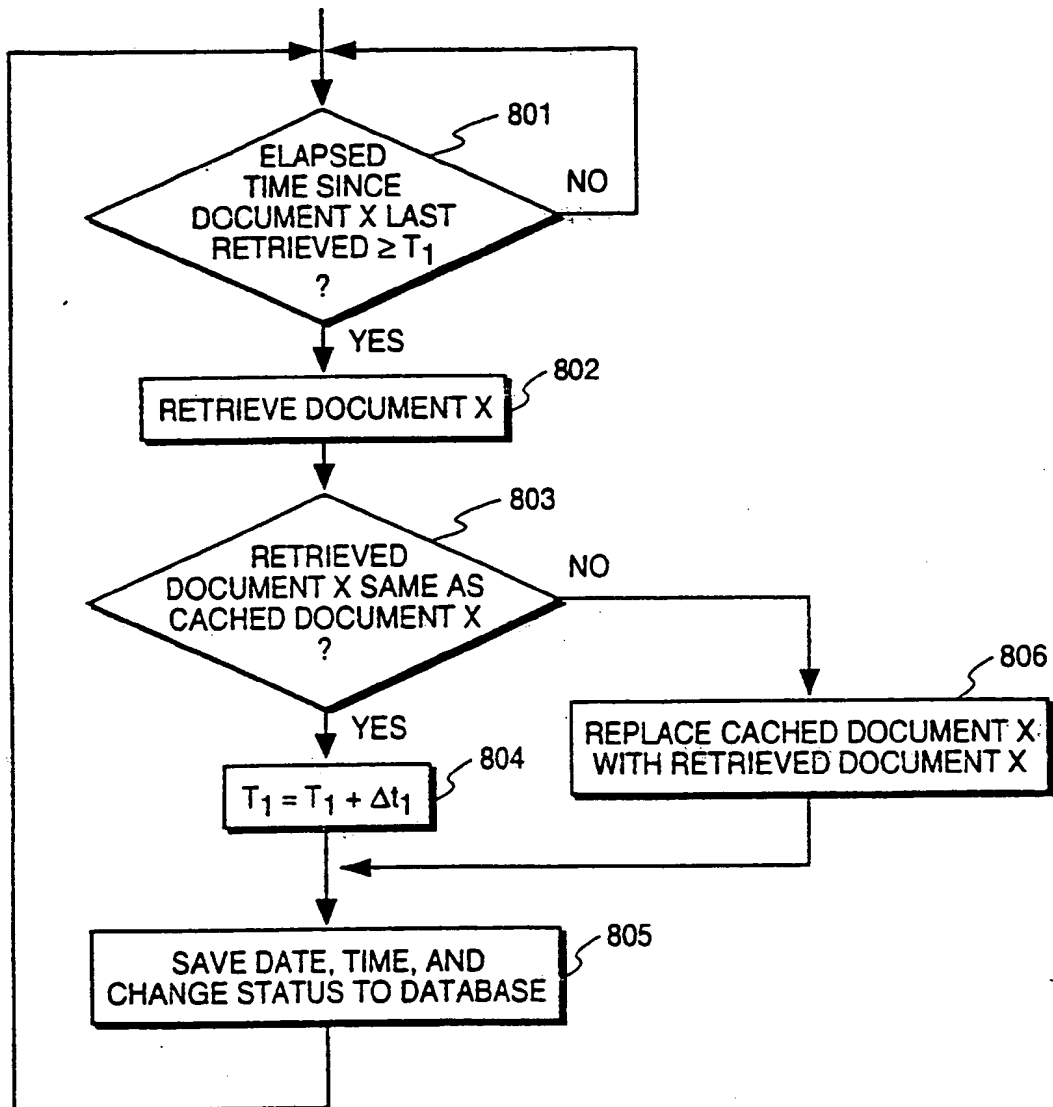 801
ELAPSED
TIME SINCE
DOCUMENT X LAST
RETRIEVED ≥ T1
?
NO
YES
802
RETRIEVE DOCUMENT X
803
RETRIEVED
DOCUMENT X SAME AS
CACHED DOCUMENT X
?
NO
YES
804
T1 = T1 + Δt1
806
REPLACE CACHED DOCUMENT X
WITH RETRIEVED DOCUMENT X
805
SAVE DATE, TIME, AND
CHANGE STATUS TO DATABASE